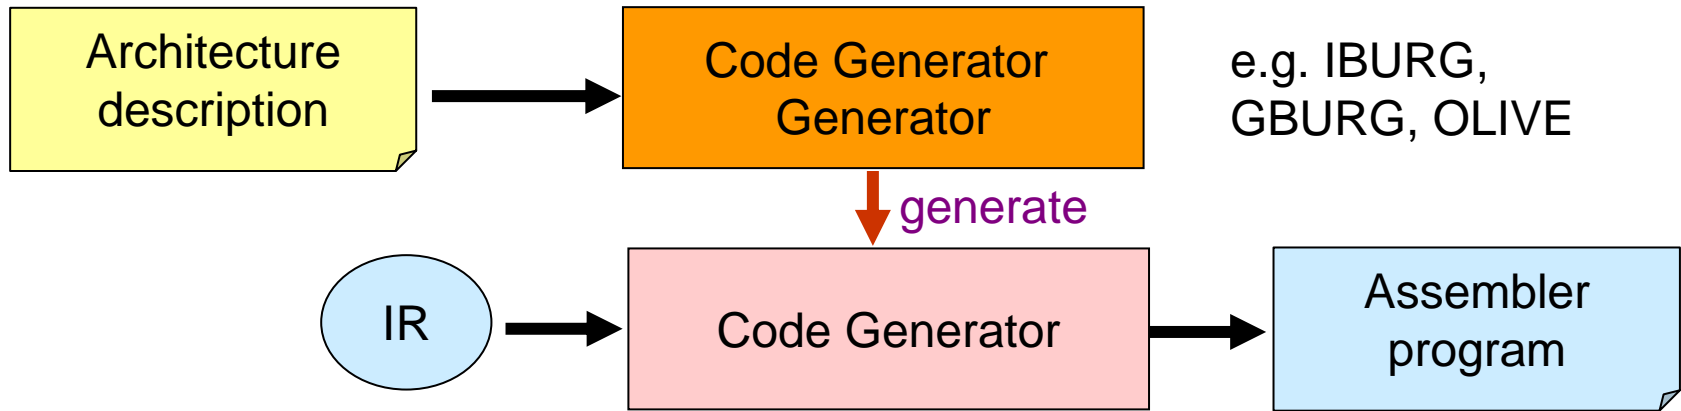 Architecture
description
Code Generator
Generator
e.g. IBURG,
GBURG, OLIVE
generate
IR
Code Generator
Assembler
program